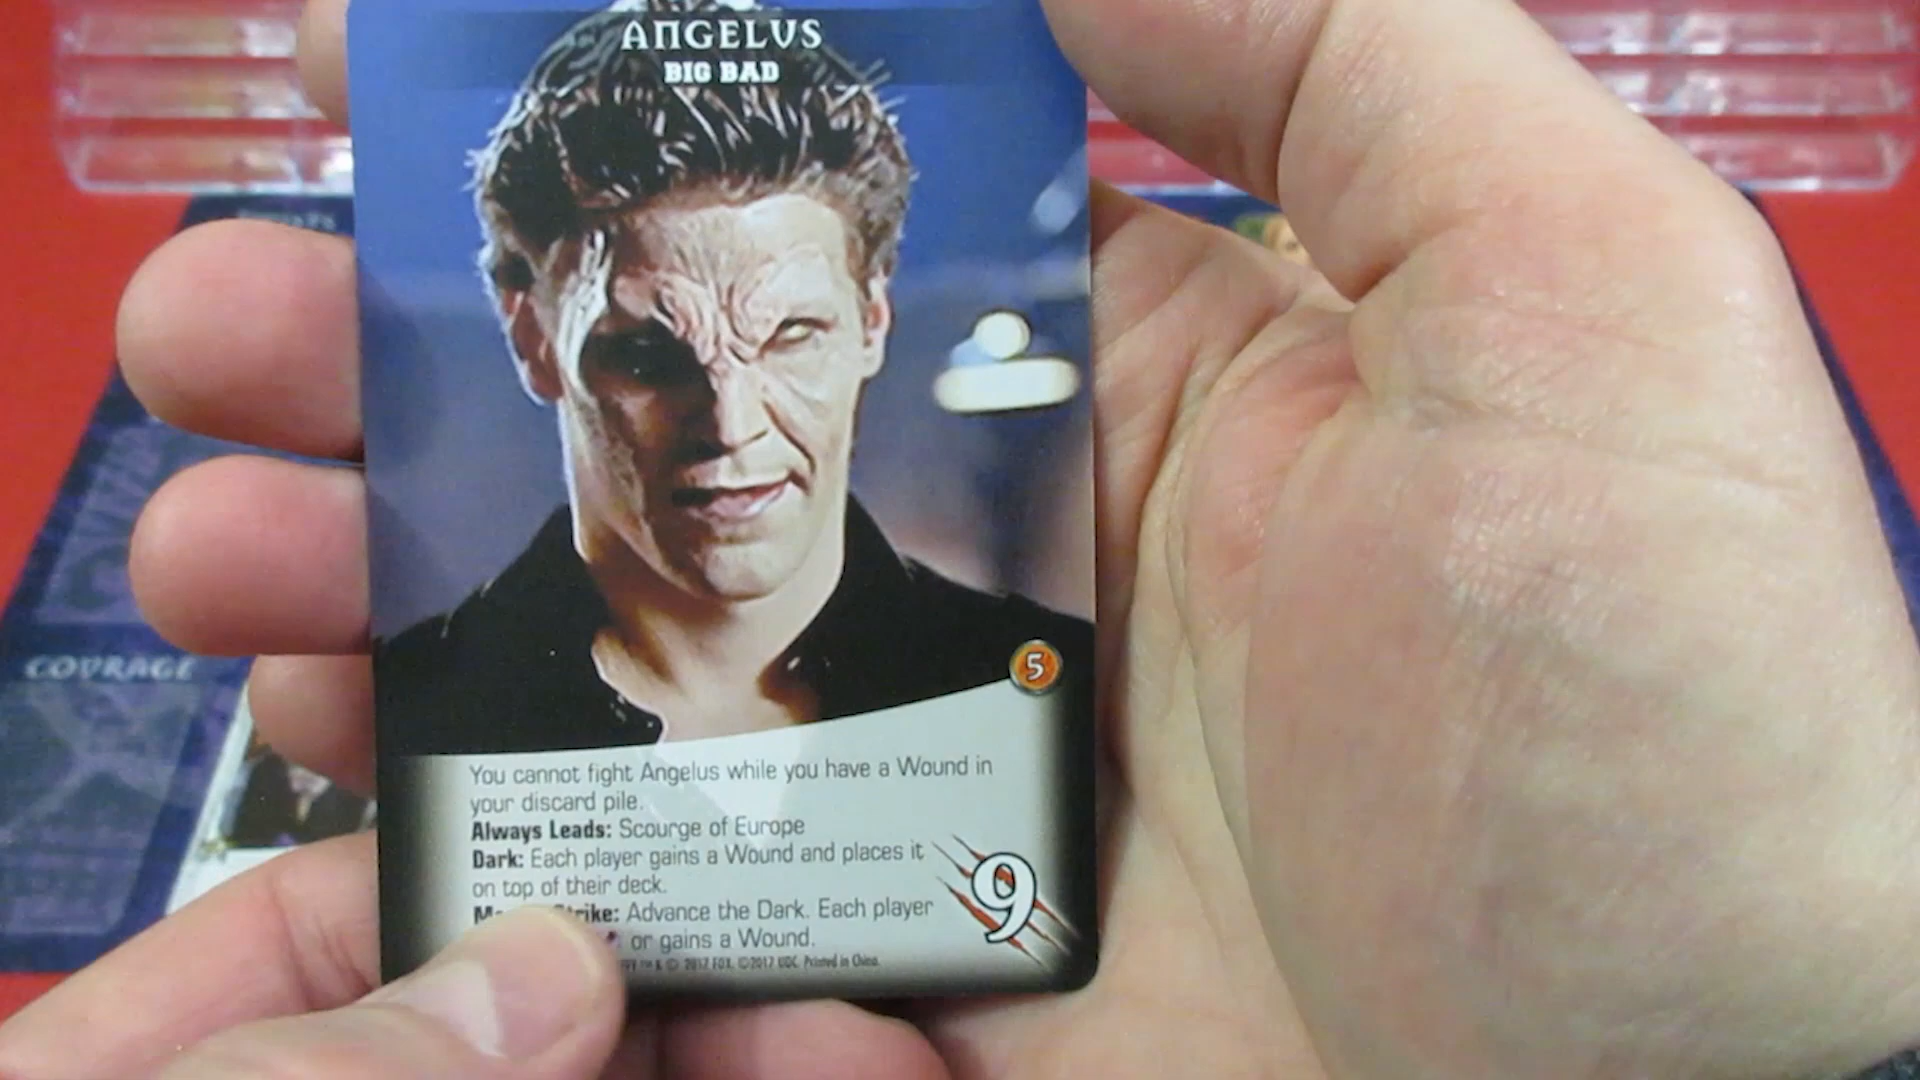 ANGELUS
BIG BAD
COURAGE
5
You cannot fight Angelus while you have a Wound in
your discard pile.
Always Leads: Scourge of Europe
Dark: Each player gains a Wound and places it
on top of their deck.
9
Strike: Advance the Dark. Each player
or gains a Wound.
™ & © 2017 FOX. ©2017 UDC. Printed in China.